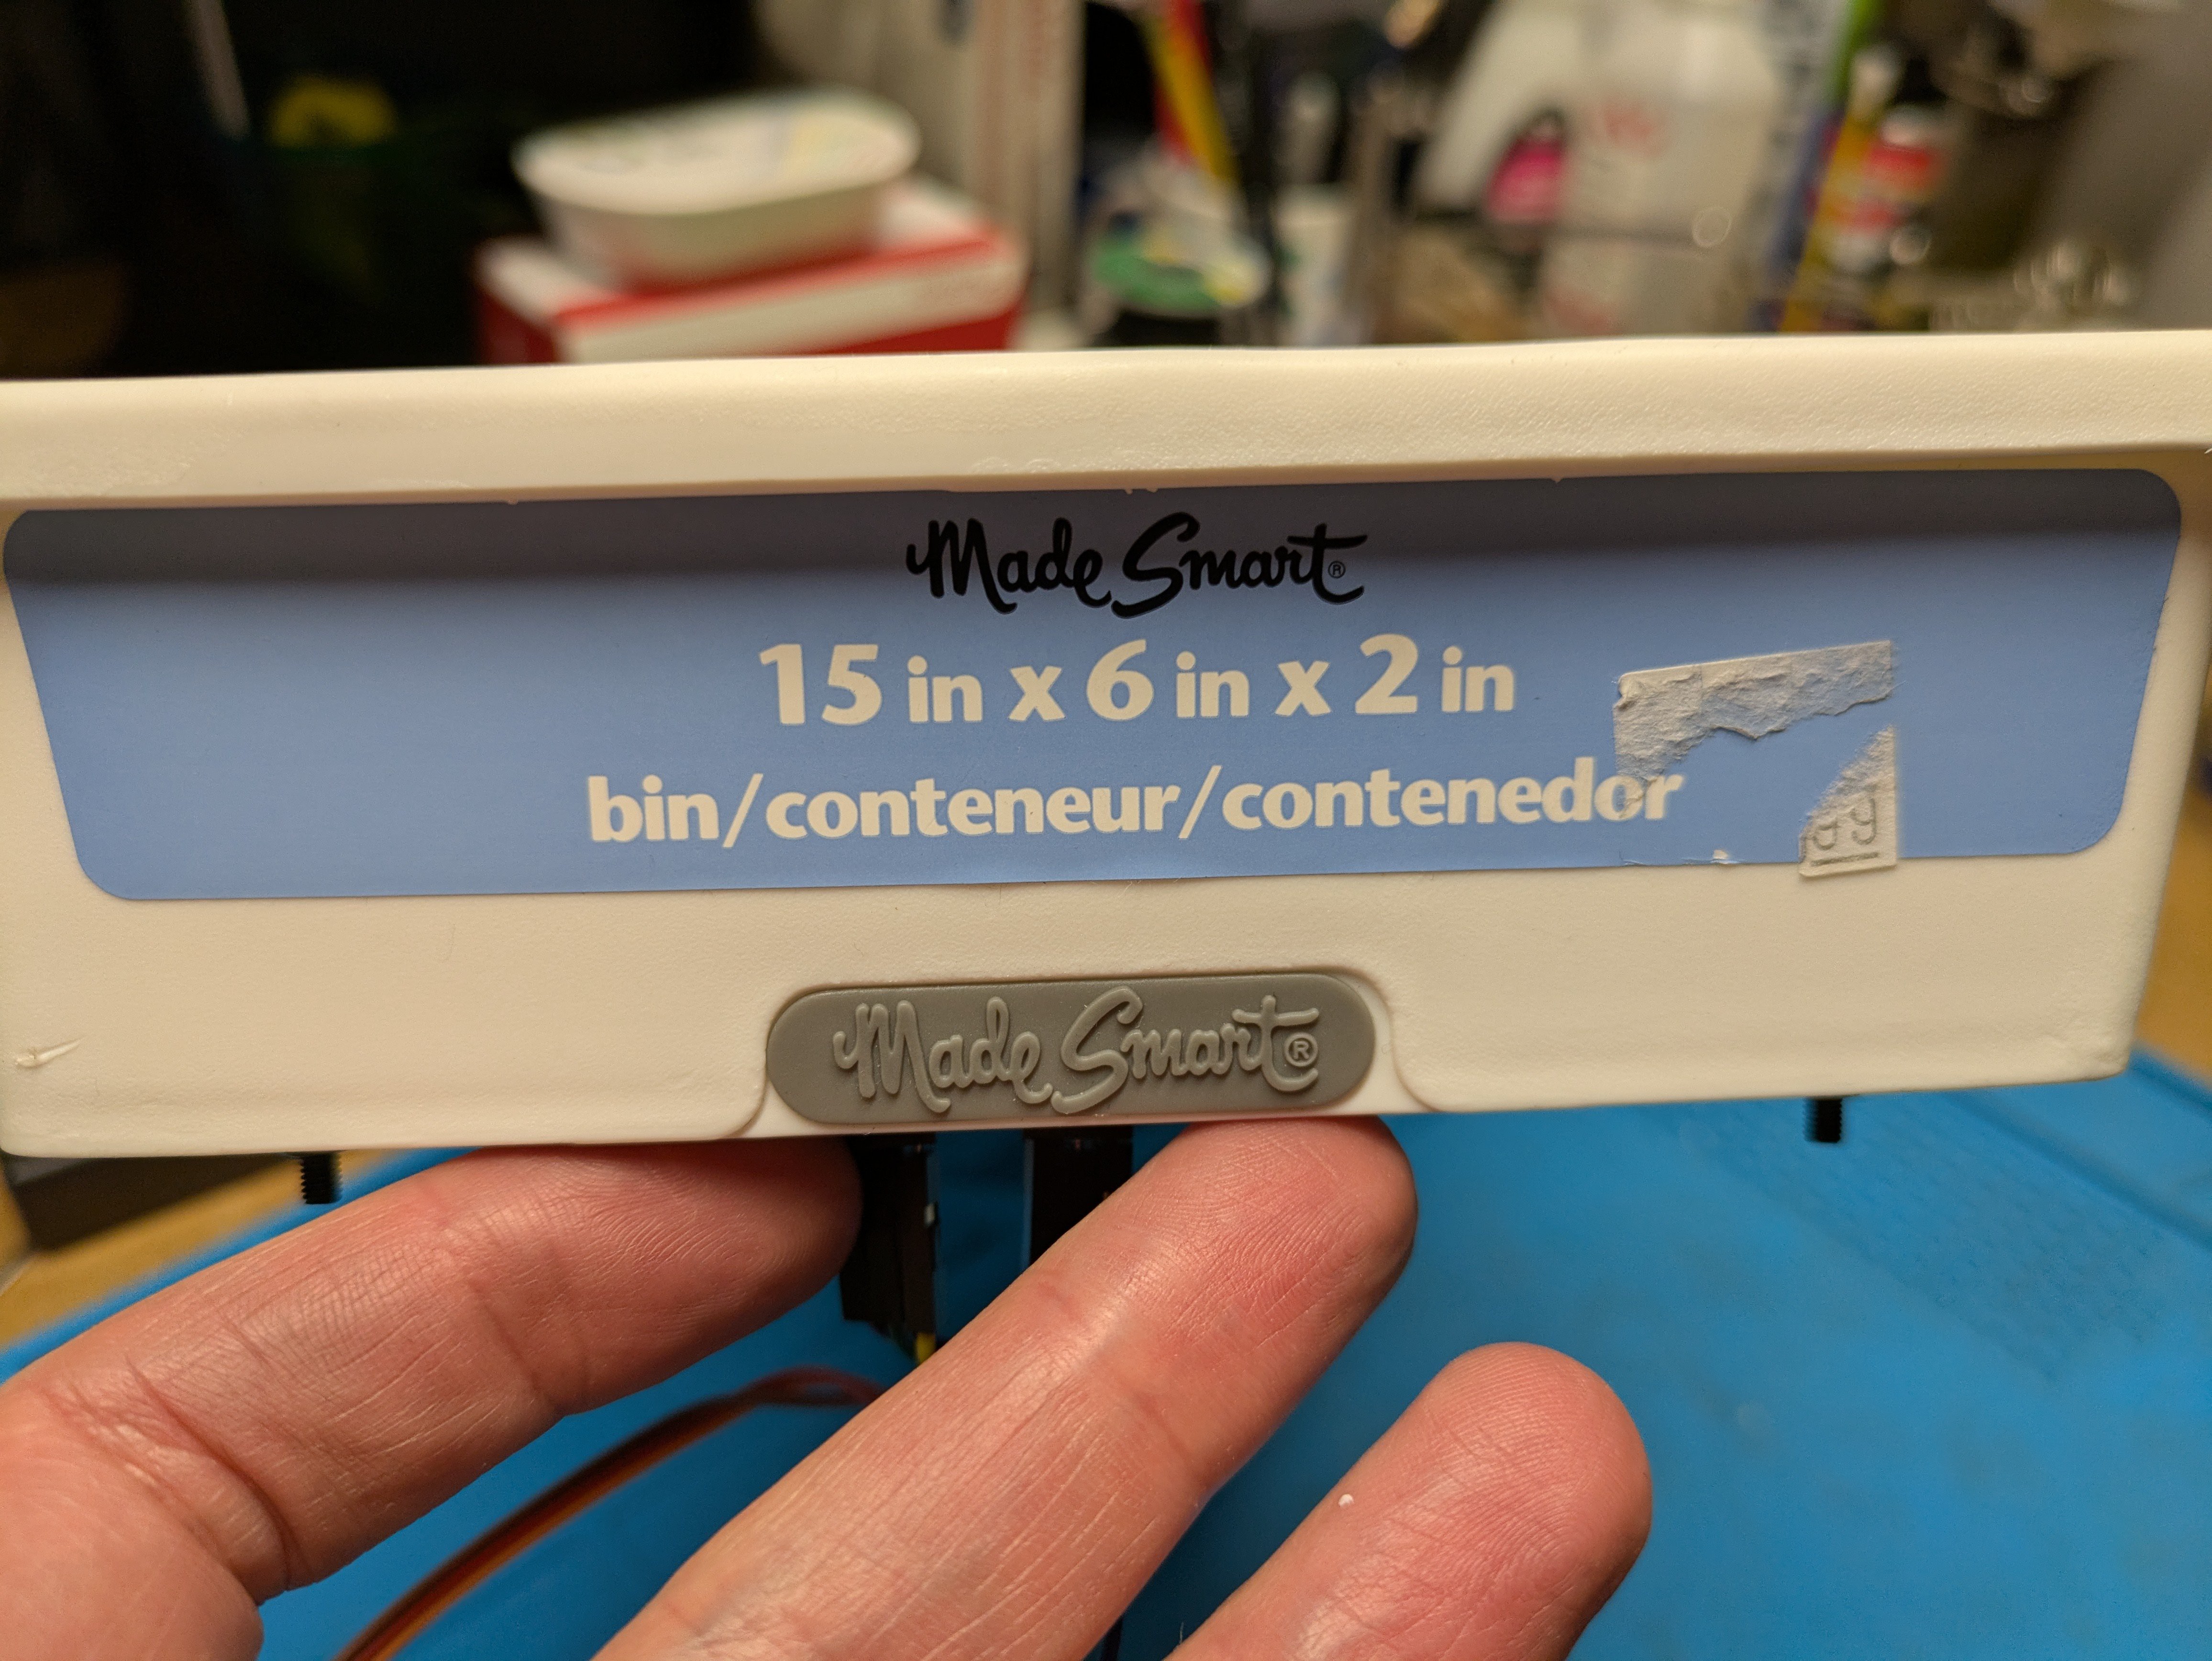 Made Smart®
15 in x 6 in x 2 in
bin/conteneur/contenedor
Made Smart®